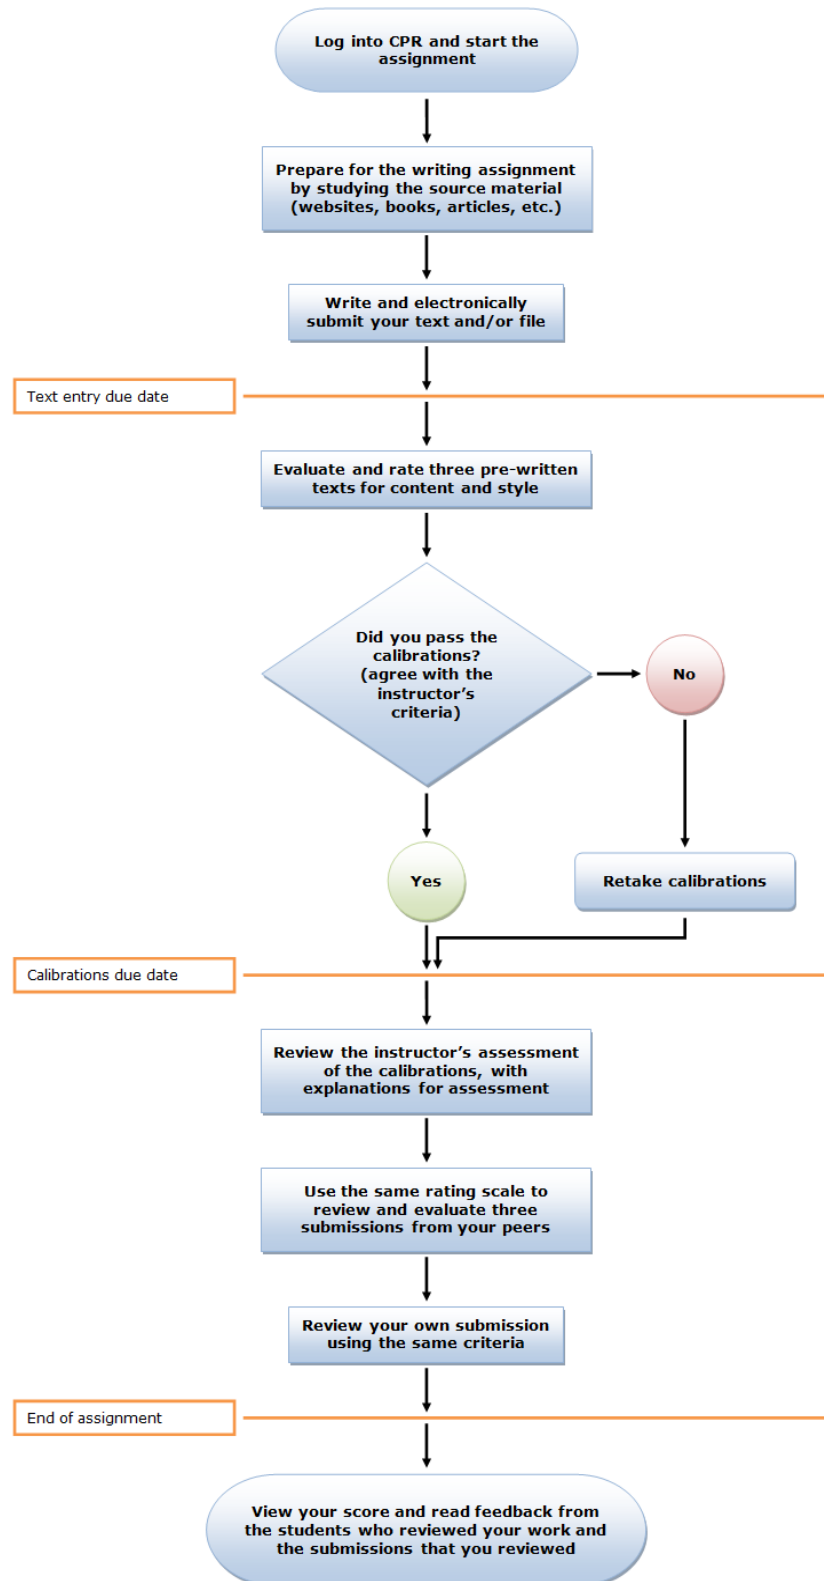 Log into CPR and start the
assignment
Prepare for the writing assignment
by studying the source material
(websites, books, articles, etc.)
Write and electronically
submit your text and/or file
Text entry due date
Evaluate and rate three pre-written
texts for content and style
Did you pass the
calibrations?
(agree with the
instructor’s
criteria)
No
Yes
Retake calibrations
Calibrations due date
Review the instructor’s assessment
of the calibrations, with
explanations for assessment
Use the same rating scale to
review and evaluate three
submissions from your peers
Review your own submission
using the same criteria
End of assignment
View your score and read feedback from
the students who reviewed your work and
the submissions that you reviewed